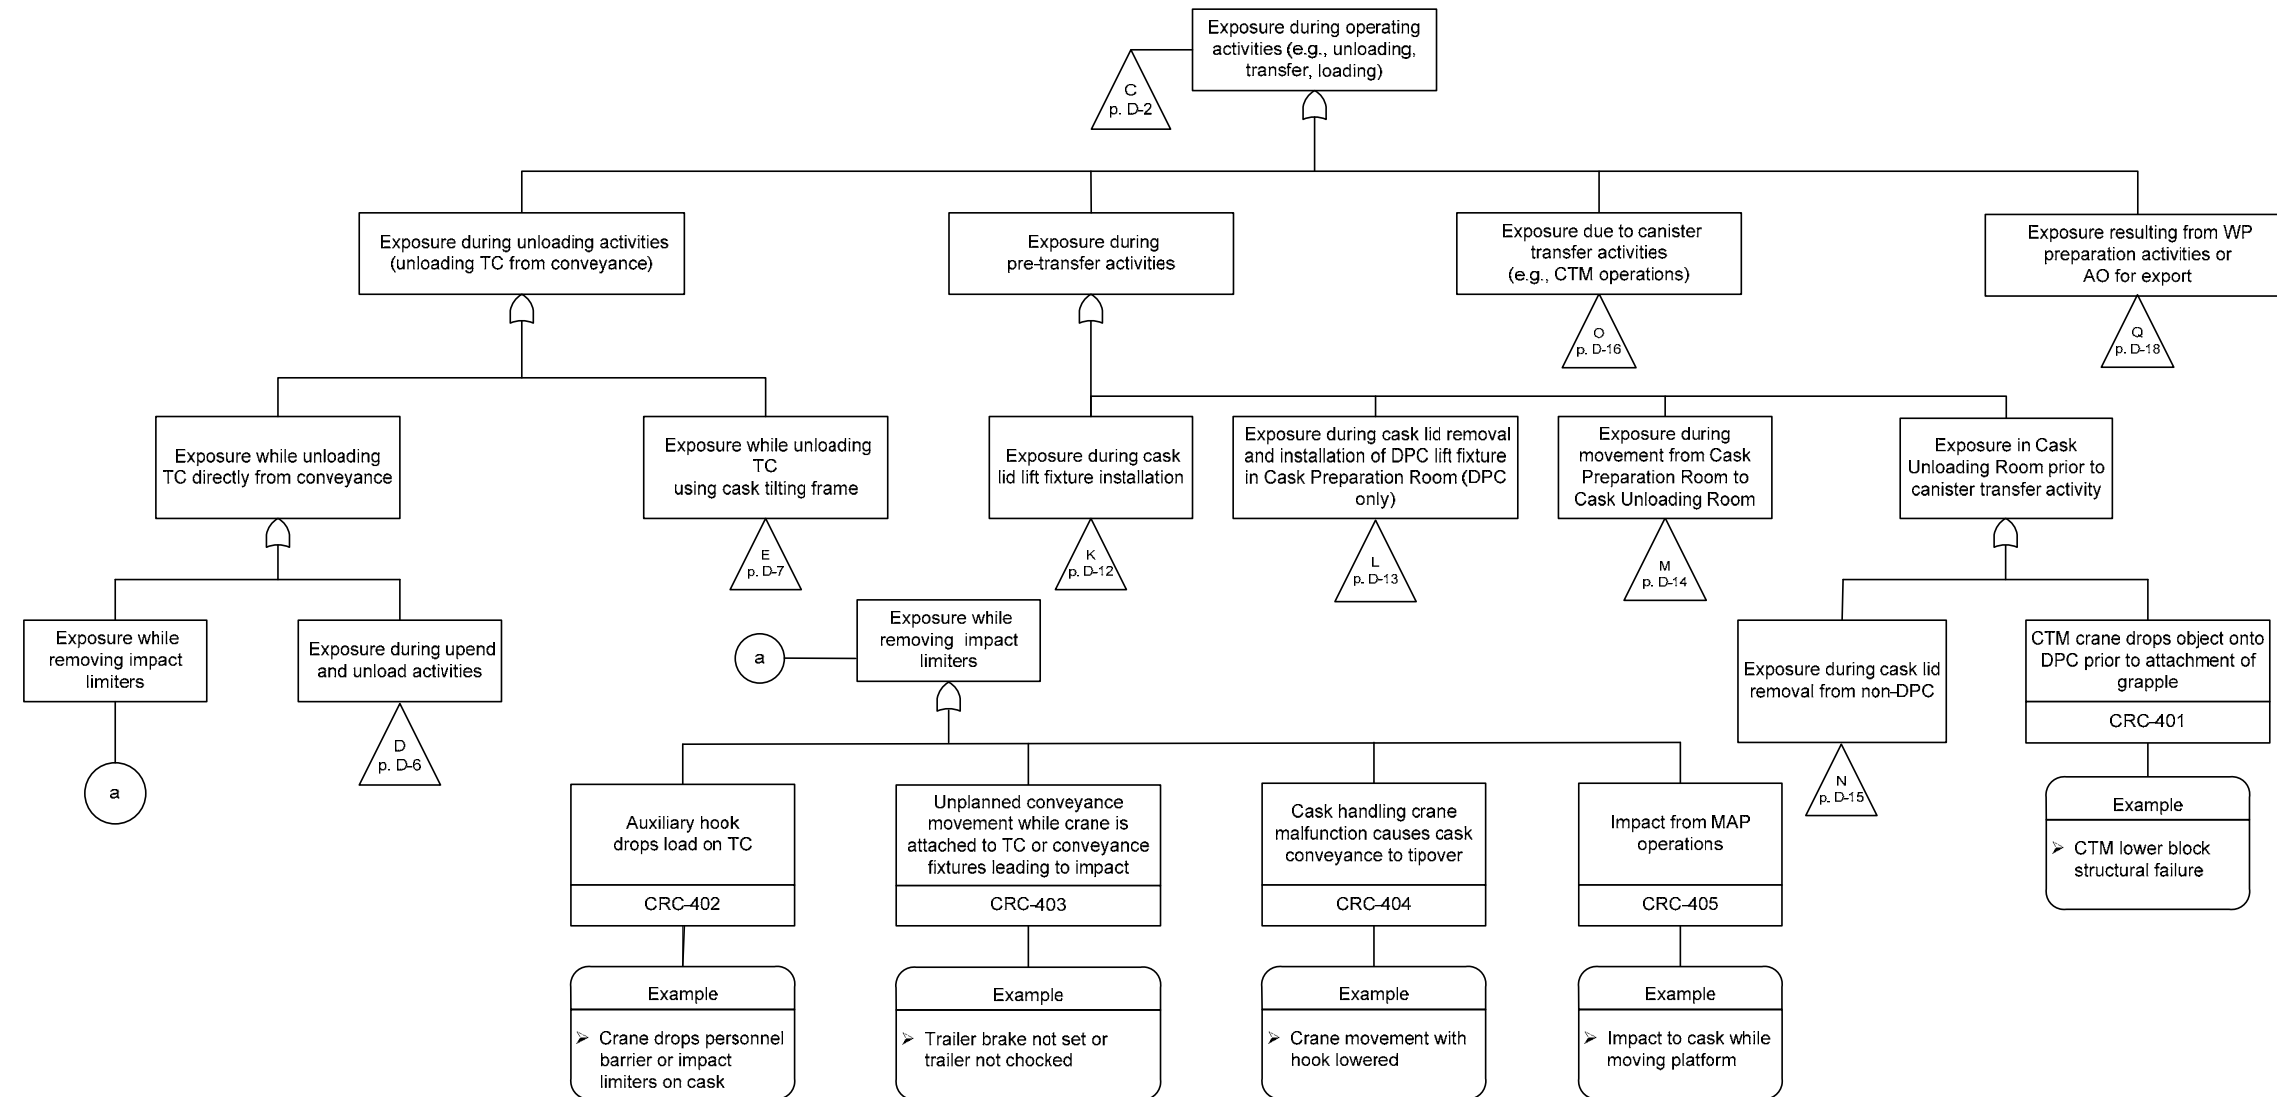 Exposure during operating
activities (e.g., unloading,
transfer, loading)
C
p. D-2
Exposure during unloading activities
(unloading TC from conveyance)
Exposure during
pre-transfer activities
Exposure due to canister
transfer activities
(e.g., CTM operations)
Exposure resulting from WP
preparation activities or
AO for export
O
p. D-16
Q
p. D-18
Exposure while unloading
TC directly from conveyance
Exposure while unloading
TC
using cask tilting frame
Exposure during cask
lid lift fixture installation
Exposure during cask lid removal
and installation of DPC lift fixture
in Cask Preparation Room (DPC
only)
Exposure during
movement from Cask
Preparation Room to
Cask Unloading Room
Exposure in Cask
Unloading Room prior to
canister transfer activity
E
p. D-7
K
p. D-12
L
p. D-13
M
p. D-14
Exposure while
removing impact
limiters
Exposure during upend
and unload activities
a
Exposure while
removing impact
limiters
Exposure during cask lid
removal from non-DPC
CTM crane drops object onto
DPC prior to attachment of
grapple
CRC-401
a
D
p. D-6
N
p. D-15
Example
➢ CTM lower block
structural failure
Auxiliary hook
drops load on TC
CRC-402
Unplanned conveyance
movement while crane is
attached to TC or conveyance
fixtures leading to impact
CRC-403
Cask handling crane
malfunction causes cask
conveyance to tipover
CRC-404
Impact from MAP
operations
CRC-405
Example
➢ Crane drops personnel
barrier or impact
limiters on cask
Example
➢ Trailer brake not set or
trailer not chocked
Example
➢ Crane movement with
hook lowered
Example
➢ Impact to cask while
moving platform